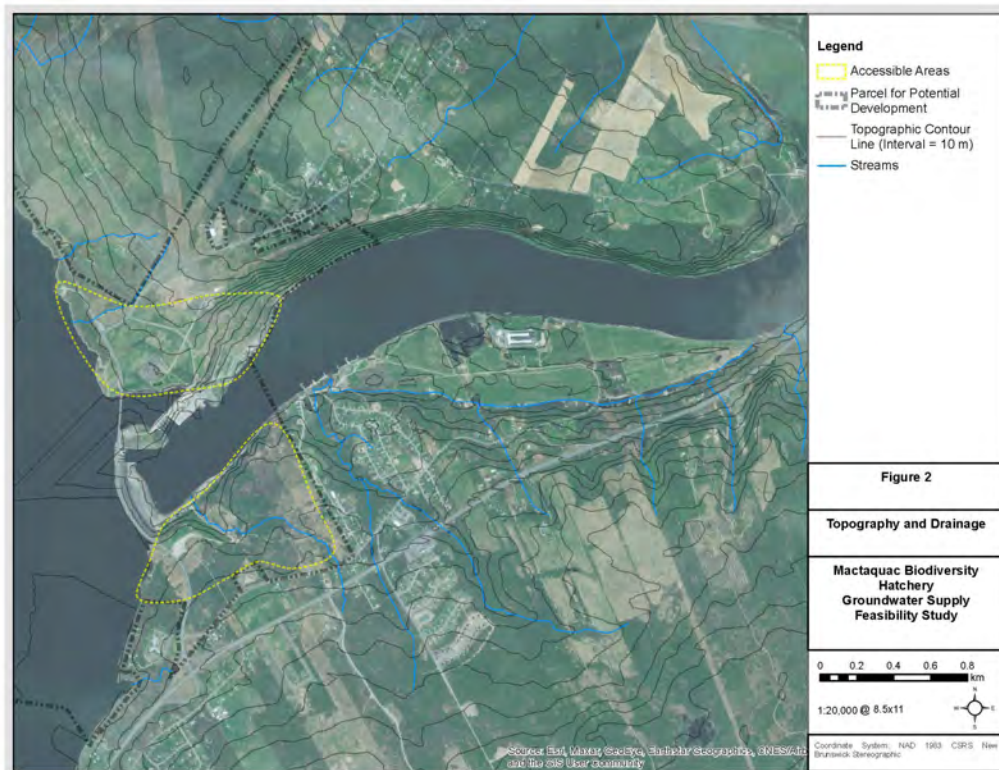 Legend
Accessible Areas
Parcel for Potential
Development
Topographic Contour
Line (Interval = 10 m)
Streams
Figure 2
Topography and Drainage
Mactaquac Biodiversity
Hatchery
Groundwater Supply
Feasibility Study
0 0.2 0.4 0.6 0.8
km
1:20,000 @ 8.5x11
N
W E
S
Coordinate System: NAD 1983 CSRS New
Brunswick Stereographic
Source: Esri, Maxar, GeoEye, Earthstar Geographics, CNES/Airb
and the GIS User Community